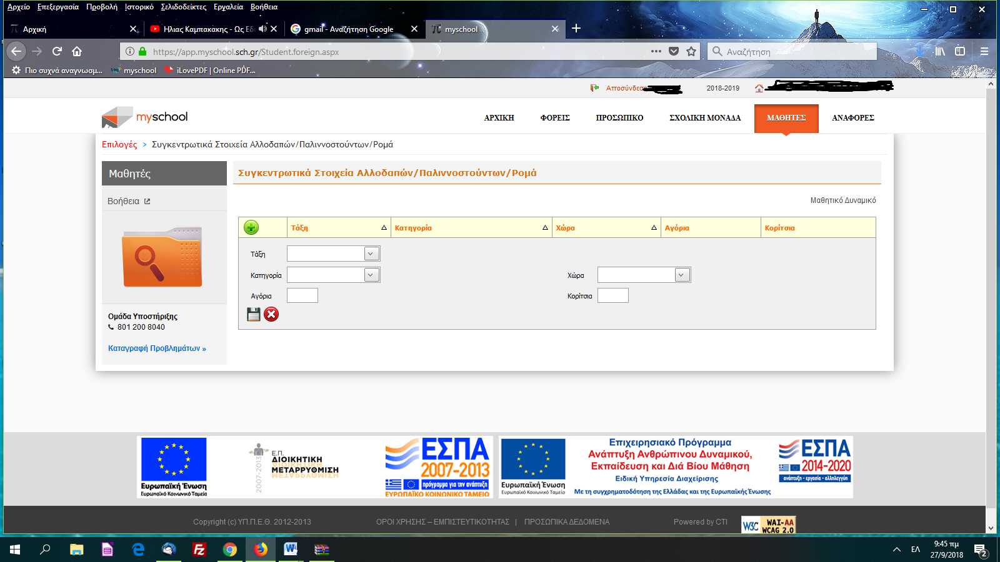 Αρχείο Επεξεργασία Προβολή Ιστορικό Σελιδοδείκτες Εργαλεία Βοήθεια
Αρχική
Ηλιας Καμπακακης - Ως Εδ
gmail - Αναζήτηση Google
myschool
https://app.myschool.sch.gr/Student.foreign.aspx
Αναζήτηση
Πιο συχνά αναγνωσμ...
myschool
iLovePDF | Online PDF...
Αποσύνδεσ
2018-2019
myschool
ΑΡΧΙΚΗ ΦΟΡΕΙΣ ΠΡΟΣΩΠΙΚΟ ΣΧΟΛΙΚΗ ΜΟΝΑΔΑ ΜΑΘΗΤΕΣ ΑΝΑΦΟΡΕΣ
Επιλογές > Συγκεντρωτικά Στοιχεία Αλλοδαπών/Παλιννοστούντων/Ρομά
Μαθητές
Συγκεντρωτικά Στοιχεία Αλλοδαπών/Παλιννοστούντων/Ρομά
Βοήθεια
Μαθητικό Δυναμικό
Τάξη Κατηγορία Χώρα Αγόρια Κορίτσια
Τάξη
Κατηγορία Χώρα
Αγόρια Κορίτσια
Ομάδα Υποστήριξης
801 200 8040
Καταγραφή Προβλημάτων »
Ευρωπαϊκή Ένωση
Ευρωπαϊκό Κοινωνικό Ταμείο
2007-2013
Ε.Π.
ΔΙΟΙΚΗΤΙΚΗ
ΜΕΤΑΡΡΥΘΜΙΣΗ
ΕΣΠΑ
2007-2013
πρόγραμμα για την ανάπτυξη
ΕΥΡΩΠΑΪΚΟ ΚΟΙΝΩΝΙΚΟ ΤΑΜΕΙΟ
Ευρωπαϊκή Ένωση
Ευρωπαϊκό Κοινωνικό Ταμείο
Επιχειρησιακό Πρόγραμμα
Ανάπτυξη Ανθρώπινου Δυναμικού,
Εκπαίδευση και Διά Βίου Μάθηση
Ειδική Υπηρεσία Διαχείρισης
Με τη συγχρηματοδότηση της Ελλάδας και της Ευρωπαϊκής Ένωσης
ΕΣΠΑ
2014-2020
ανάπτυξη - εργασία - αλληλεγγύη
Copyright (c) ΥΠ.Π.Ε.Θ. 2012-2013
ΟΡΟΙ ΧΡΗΣΗΣ – ΕΜΠΙΣΤΕΥΤΙΚΟΤΗΤΑΣ | ΠΡΟΣΩΠΙΚΑ ΔΕΔΟΜΕΝΑ
Powered by CTI
W3C WAI-AA
WCAG 2.0
ΕΛ
9:45 πμ
27/9/2018
2